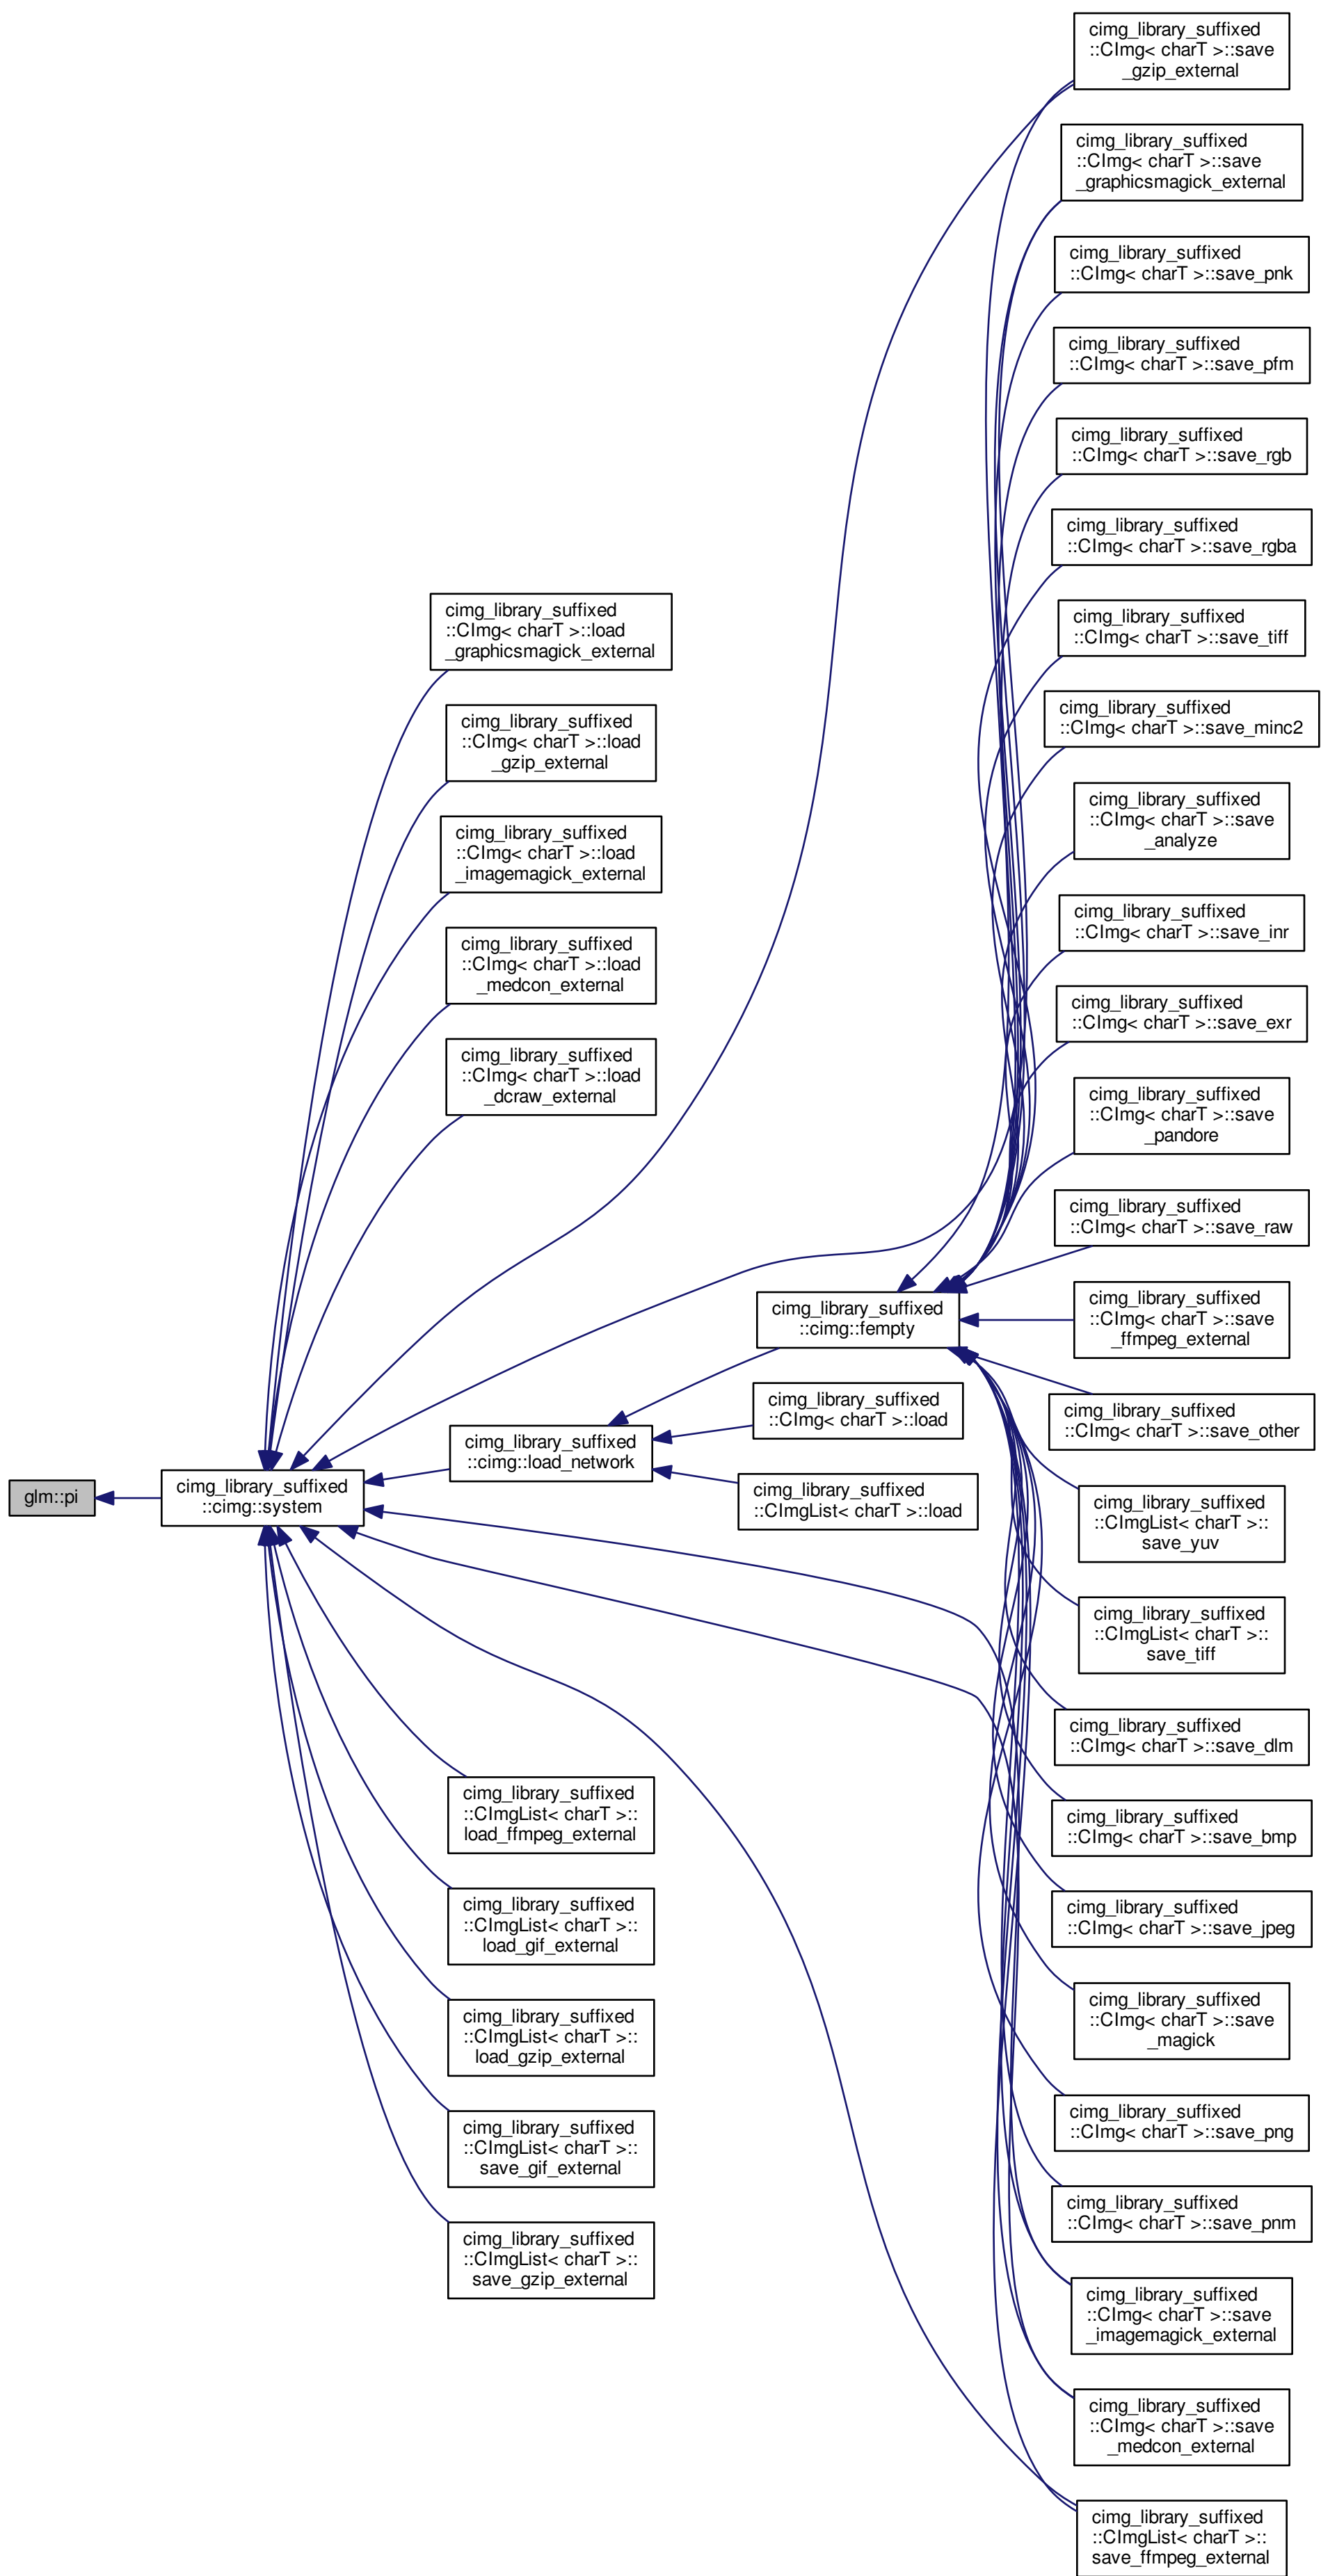 cimg_library_suffixed
::CImg< charT >::save
_gzip_external
cimg_library_suffixed
::CImg< charT >::save
_graphicsmagick_external
cimg_library_suffixed
::CImg< charT >::save_pnk
cimg_library_suffixed
::CImg< charT >::save_pfm
cimg_library_suffixed
::CImg< charT >::save_rgb
cimg_library_suffixed
::CImg< charT >::save_rgba
cimg_library_suffixed
::CImg< charT >::save_tiff
cimg_library_suffixed
::CImg< charT >::save_minc2
cimg_library_suffixed
::CImg< charT >::save
_analyze
cimg_library_suffixed
::CImg< charT >::save_inr
cimg_library_suffixed
::CImg< charT >::save_exr
cimg_library_suffixed
::CImg< charT >::save
_pandore
cimg_library_suffixed
::CImg< charT >::save_raw
cimg_library_suffixed
::CImg< charT >::save
_ffmpeg_external
cimg_library_suffixed
::CImg< charT >::save_other
cimg_library_suffixed
::CImgList< charT >::
save_yuv
cimg_library_suffixed
::CImgList< charT >::
save_tiff
cimg_library_suffixed
::CImg< charT >::save_dlm
cimg_library_suffixed
::CImg< charT >::save_bmp
cimg_library_suffixed
::CImg< charT >::save_jpeg
cimg_library_suffixed
::CImg< charT >::save
_magick
cimg_library_suffixed
::CImg< charT >::save_png
cimg_library_suffixed
::CImg< charT >::save_pnm
cimg_library_suffixed
::CImg< charT >::save
_imagemagick_external
cimg_library_suffixed
::CImg< charT >::save
_medcon_external
cimg_library_suffixed
::CImgList< charT >::
save_ffmpeg_external
cimg_library_suffixed
::cimg::fempty
cimg_library_suffixed
::CImg< charT >::load
cimg_library_suffixed
::CImgList< charT >::load
cimg_library_suffixed
::CImg< charT >::load
_graphicsmagick_external
cimg_library_suffixed
::CImg< charT >::load
_gzip_external
cimg_library_suffixed
::CImg< charT >::load
_imagemagick_external
cimg_library_suffixed
::CImg< charT >::load
_medcon_external
cimg_library_suffixed
::CImg< charT >::load
_dcraw_external
cimg_library_suffixed
::cimg::load_network
cimg_library_suffixed
::CImgList< charT >::
load_ffmpeg_external
cimg_library_suffixed
::CImgList< charT >::
load_gif_external
cimg_library_suffixed
::CImgList< charT >::
load_gzip_external
cimg_library_suffixed
::CImgList< charT >::
save_gif_external
cimg_library_suffixed
::CImgList< charT >::
save_gzip_external
cimg_library_suffixed
::cimg::system
glm::pi